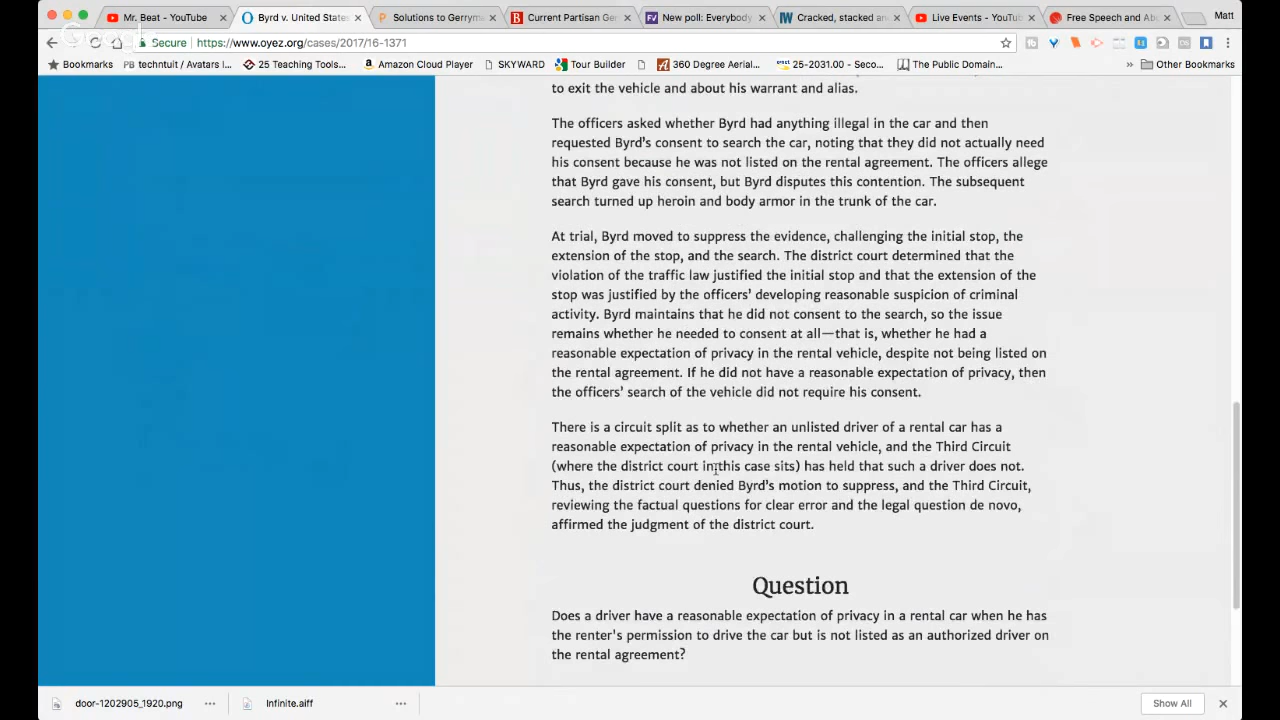 Mr. Beat - YouTube
Byrd v. United States
Solutions to Gerrym
Current Partisan Ge
New poll: Everybody
Cracked, stacked an
Live Events - YouTu
Free Speech and Ab
Matt
Secure
https://www.oyez.org/cases/2017/16-1371
Bookmarks
PB techntuit / Avatars I...
25 Teaching Tools...
Amazon Cloud Player
SKYWARD
Tour Builder
360 Degree Aerial...
25-2031.00 - Seco...
The Public Domain...
»
Other Bookmarks
to exit the vehicle and about his warrant and alias.
The officers asked whether Byrd had anything illegal in the car and then
requested Byrd’s consent to search the car, noting that they did not actually need
his consent because he was not listed on the rental agreement. The officers allege
that Byrd gave his consent, but Byrd disputes this contention. The subsequent
search turned up heroin and body armor in the trunk of the car.
At trial, Byrd moved to suppress the evidence, challenging the initial stop, the
extension of the stop, and the search. The district court determined that the
violation of the traffic law justified the initial stop and that the extension of the
stop was justified by the officers’ developing reasonable suspicion of criminal
activity. Byrd maintains that he did not consent to the search, so the issue
remains whether he needed to consent at all—that is, whether he had a
reasonable expectation of privacy in the rental vehicle, despite not being listed on
the rental agreement. If he did not have a reasonable expectation of privacy, then
the officers’ search of the vehicle did not require his consent.
There is a circuit split as to whether an unlisted driver of a rental car has a
reasonable expectation of privacy in the rental vehicle, and the Third Circuit
(where the district court in this case sits) has held that such a driver does not.
Thus, the district court denied Byrd’s motion to suppress, and the Third Circuit,
reviewing the factual questions for clear error and the legal question de novo,
affirmed the judgment of the district court.
Question
Does a driver have a reasonable expectation of privacy in a rental car when he has
the renter's permission to drive the car but is not listed as an authorized driver on
the rental agreement?
door-1202905_1920.png
Infinite.aiff
Show All